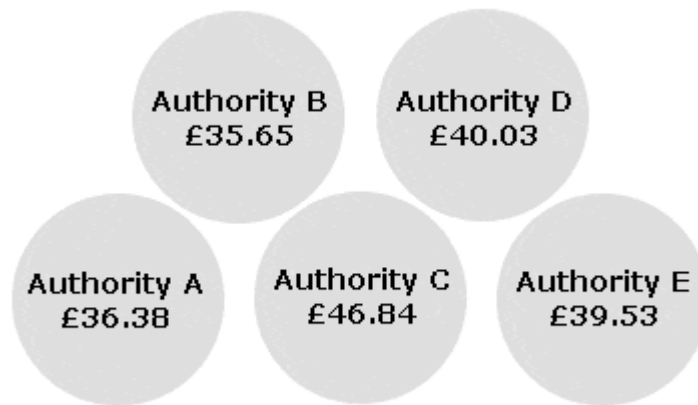 Authority B
£35.65
Authority D
£40.03
Authority A
£36.38
Authority C
£46.84
Authority E
£39.53